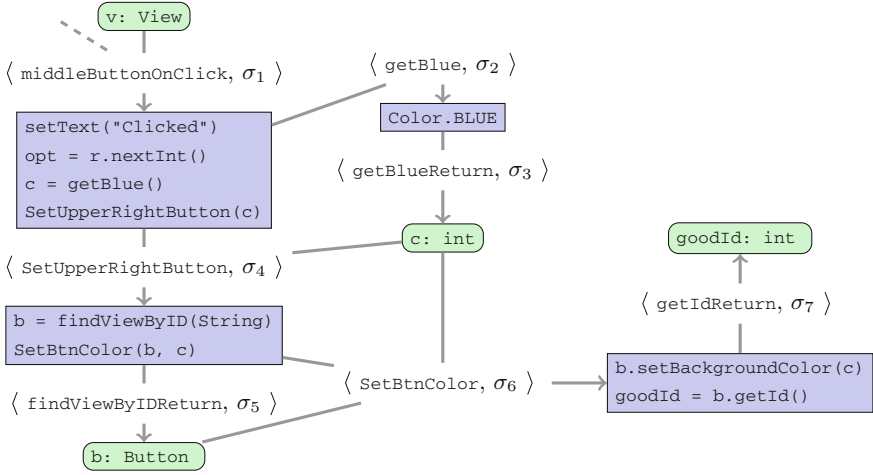 v: View
⟨ middleButtonOnClick, σ1 ⟩
⟨ getBlue, σ2 ⟩
setText("Clicked")
opt = r.nextInt()
c = getBlue()
SetUpperRightButton(c)
Color.BLUE
⟨ getBlueReturn, σ3 ⟩
c: int
goodId: int
⟨ SetUpperRightButton, σ4 ⟩
⟨ getIdReturn, σ7 ⟩
b = findViewByID(String)
SetBtnColor(b, c)
⟨ SetBtnColor, σ6 ⟩
b.setBackgroundColor(c)
goodId = b.getId()
⟨ findViewByIDReturn, σ5 ⟩
b: Button